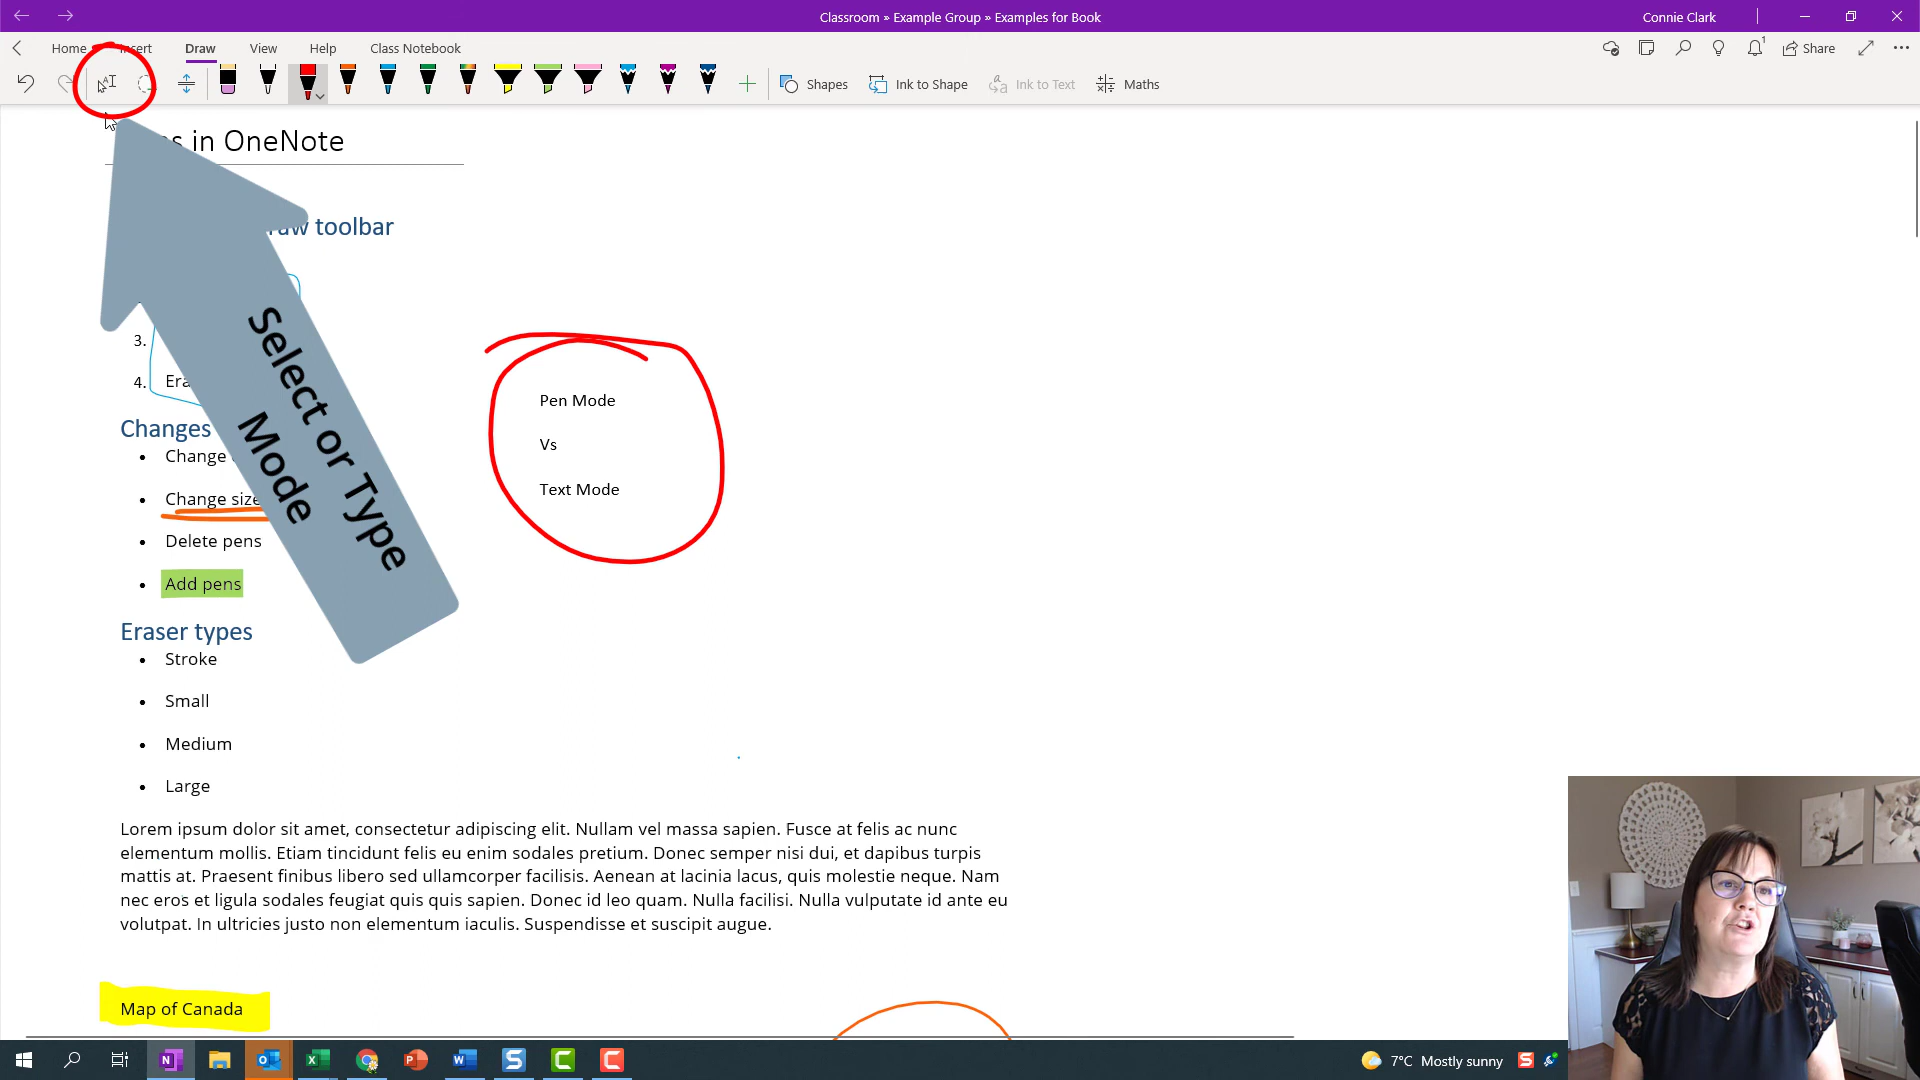 Classroom » Example Group » Examples for Book
Connie Clark
Home
Insert
Draw
View
Help
Class Notebook
1
Share
Shapes
Ink to Shape
Ink to Text
Maths
in OneNote
toolbar
3.
4.
Changes
Change
Change size
Delete pens
Add pens
Select or Type
Mode
Pen Mode
Vs
Text Mode
Eraser types
Stroke
Small
Medium
Large
Lorem ipsum dolor sit amet, consectetur adipiscing elit. Nullam vel massa sapien. Fusce at felis ac nunc
elementum mollis. Etiam tincidunt felis eu enim sodales pretium. Donec semper nisi dui, et dapibus turpis
mattis at. Praesent finibus libero sed ullamcorper facilisis. Aenean at lacinia lacus, quis molestie neque. Nam
nec eros et ligula sodales feugiat quis quis sapien. Donec id leo quam. Nulla facilisi. Nulla vulputate id ante eu
volutpat. In ultricies justo non elementum iaculis. Suspendisse et suscipit augue.
Map of Canada
7°C Mostly sunny